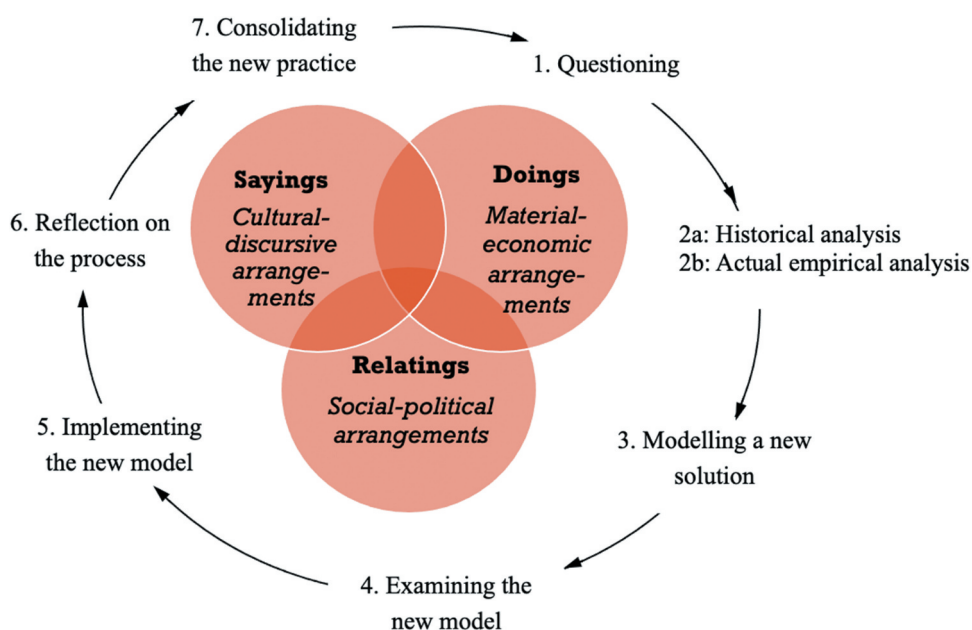 7. Consolidating
the new practice
1. Questioning
2a: Historical analysis
2b: Actual empirical analysis
3. Modelling a new
solution
4. Examining the
new model
5. Implementing
the new model
6. Reflection on
the process
Sayings
Cultural-
discursive
arrange-
ments
Doings
Material-
economic
arrange-
ments
Relatings
Social-political
arrangements